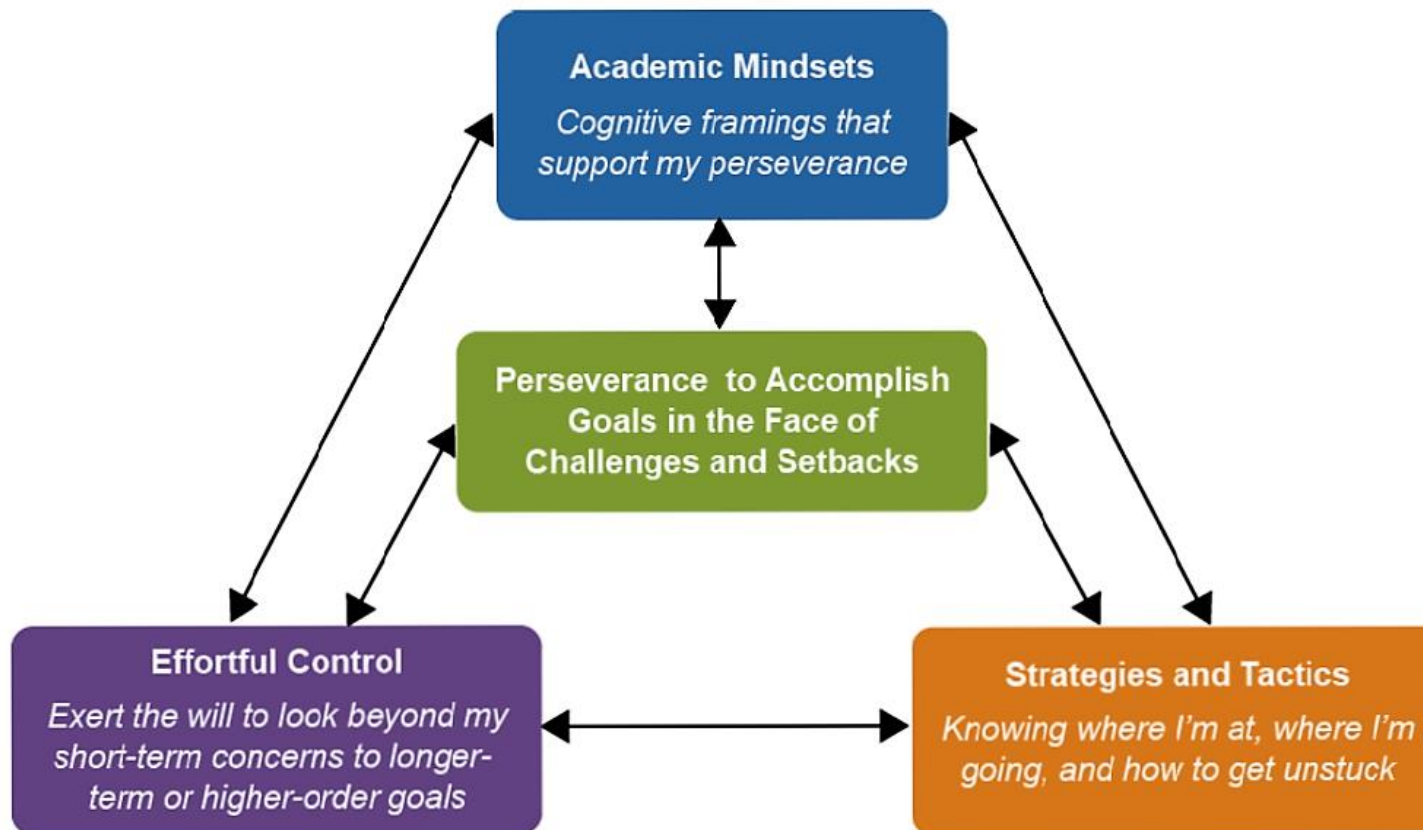 Academic Mindsets
Cognitive framings that
support my perseverance
Perseverance to Accomplish
Goals in the Face of
Challenges and Setbacks
Effortful Control
Exert the will to look beyond my
short-term concerns to longer-
term or higher-order goals
Strategies and Tactics
Knowing where I'm at, where I'm
going, and how to get unstuck